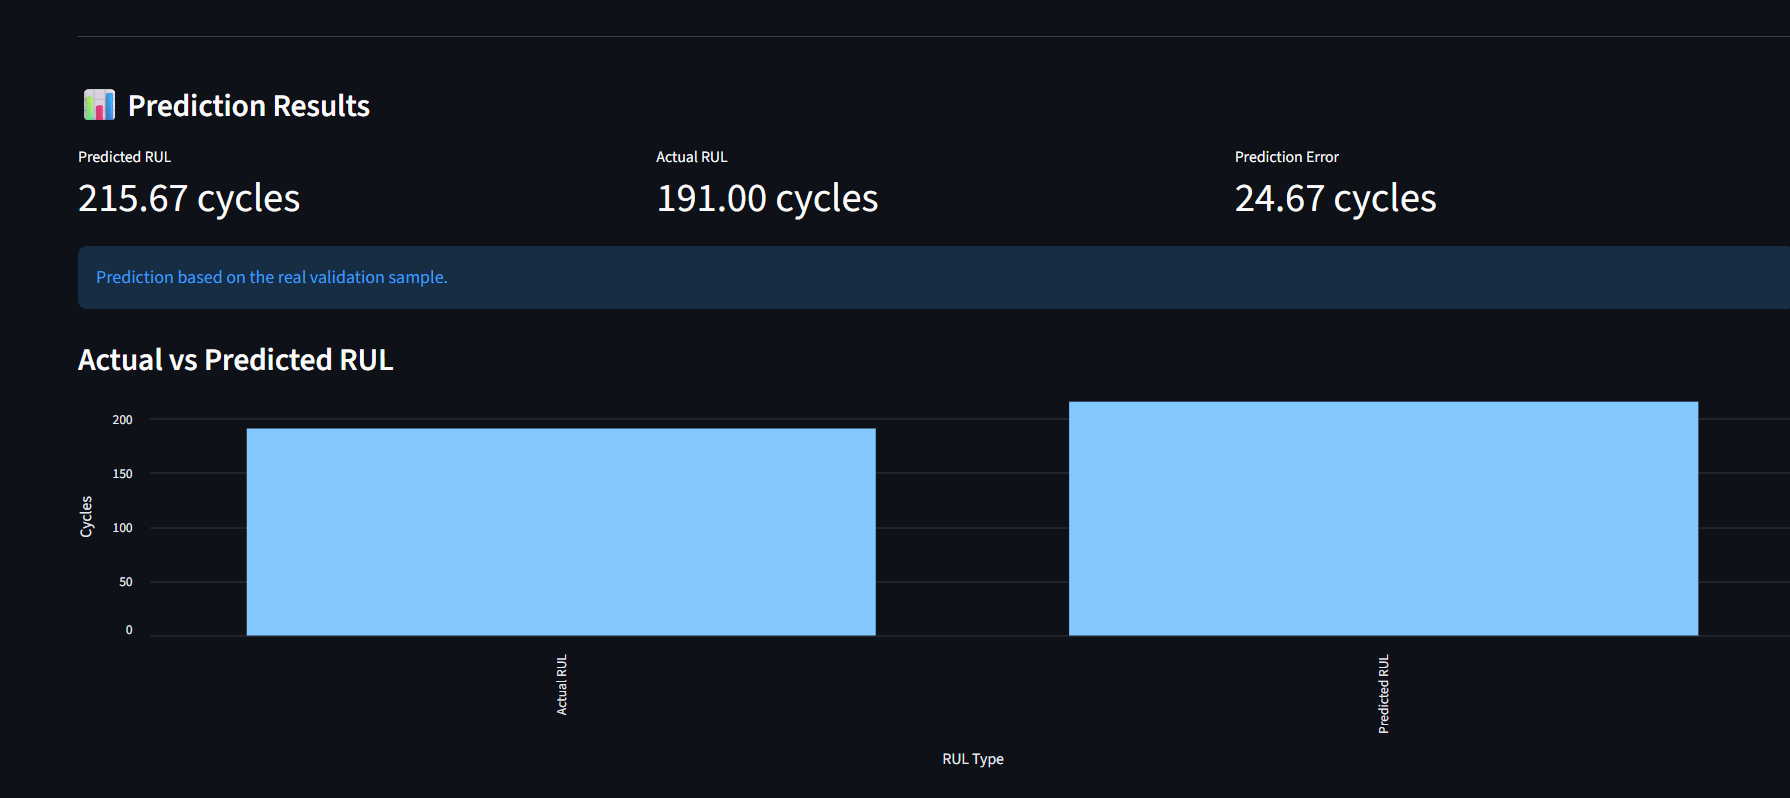 Prediction Results
Predicted RUL
215.67 cycles
Actual RUL
191.00 cycles
Prediction Error
24.67 cycles
Prediction based on the real validation sample.
Actual vs Predicted RUL
200
150
100
50
0
Cycles
Actual RUL
Predicted RUL
RUL Type